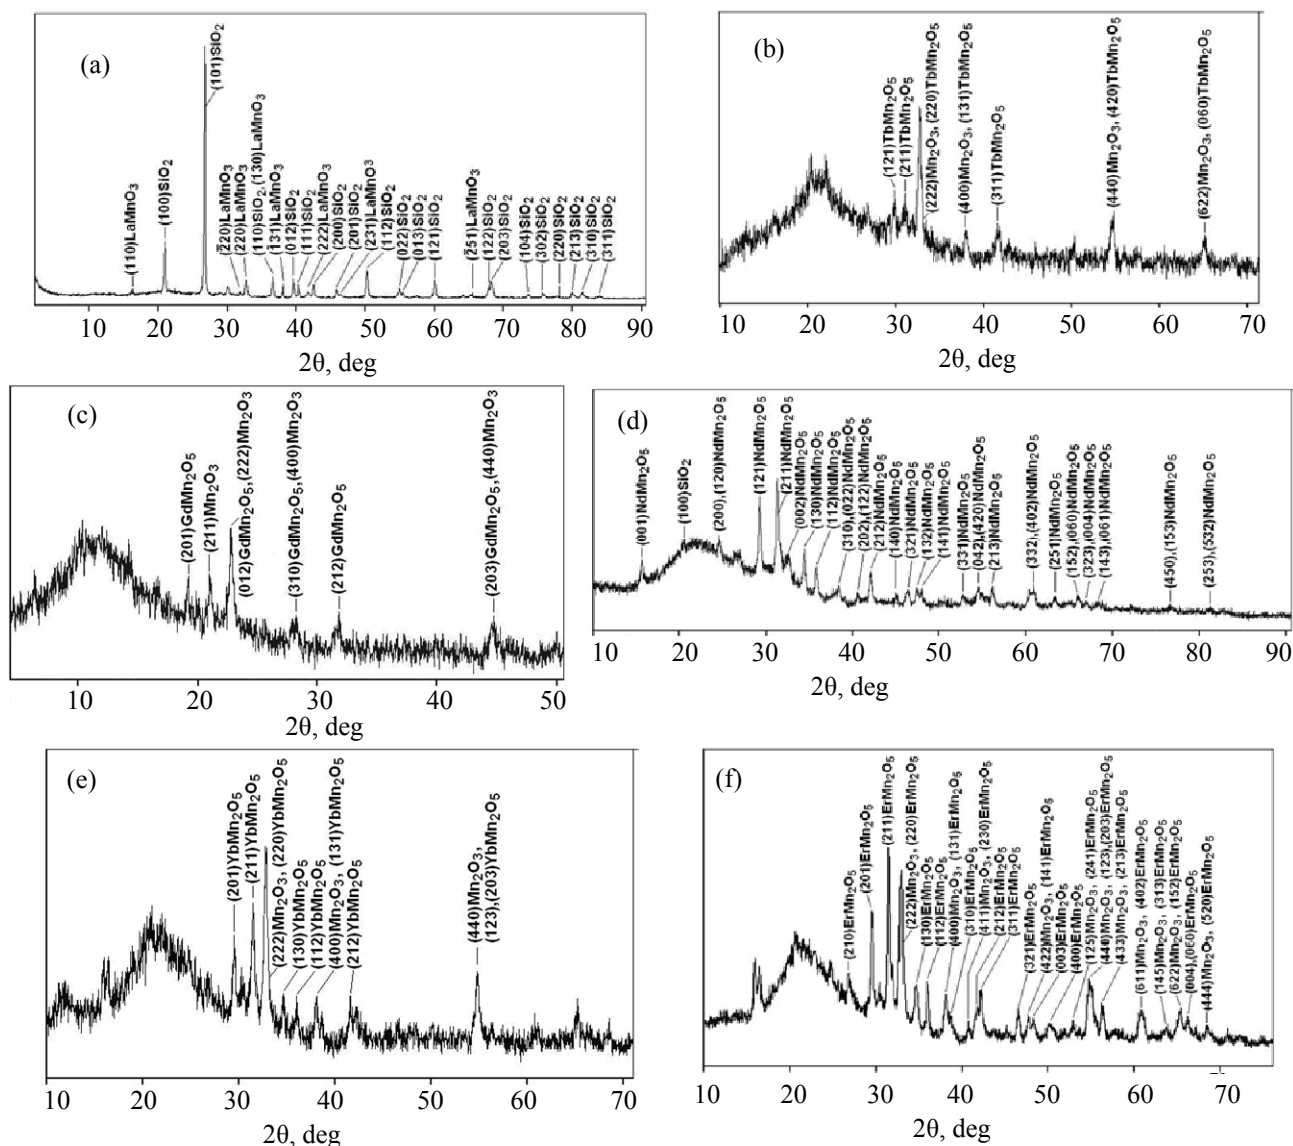 (a)
(110)LaMnO3
(100)SiO2
(101)SiO2
(220)LaMnO3
(220)LaMnO3
(110)SiO2,(130)LaMnO3
(131)LaMnO3
(012)SiO2
(111)SiO2
(222)LaMnO3
(200)SiO2
(201)SiO2
(231)LaMnO3
(112)SiO2
(022)SiO2
(013)SiO2
(121)SiO2
(251)LaMnO3
(122)SiO2
(203)SiO2
(104)SiO2
(302)SiO2
(220)SiO2
(213)SiO2
(310)SiO2
(311)SiO2
10 20 30 40 50 60 70 80 90
2θ, deg
(b)
(121)TbMn2O5
(211)TbMn2O5
(222)Mn2O3, (220)TbMn2O5
(400)Mn2O3, (131)TbMn2O5
(311)TbMn2O5
(440)Mn2O3, (420)TbMn2O5
(622)Mn2O3, (060)TbMn2O5
10 20 30 40 50 60 70
2θ, deg
(c)
(201)GdMn2O5
(211)Mn2O3
(012)GdMn2O5,(222)Mn2O3
(310)GdMn2O5,(400)Mn2O3
(212)GdMn2O5
(203)GdMn2O5,(440)Mn2O3
10 20 30 40 50
2θ, deg
(d)
(001)NdMn2O5
(100)SiO2
(200),(120)NdMn2O5
(121)NdMn2O5
(211)NdMn2O5
(002)NdMn2O5
(130)NdMn2O5
(112)NdMn2O5
(310),(022)NdMn2O5
(202),(122)NdMn2O5
(212)NdMn2O5
(140)NdMn2O5
(321)NdMn2O5
(132)NdMn2O5
(141)NdMn2O5
(331)NdMn2O5
(042),(420)NdMn2O5
(213)NdMn2O5
(332),(402)NdMn2O5
(251)NdMn2O5
(152),(060)NdMn2O5
(323),(004)NdMn2O5
(143),(061)NdMn2O5
(450),(153)NdMn2O5
(253),(532)NdMn2O5
10 20 30 40 50 60 70 80 90
2θ, deg
(e)
(201)YbMn2O5
(211)YbMn2O5
(222)Mn2O3, (220)YbMn2O5
(130)YbMn2O5
(112)YbMn2O5
(400)Mn2O3, (131)YbMn2O5
(212)YbMn2O5
(440)Mn2O3,
(123),(203)YbMn2O5
10 20 30 40 50 60 70
2θ, deg
(f)
(210)ErMn2O5
(201)ErMn2O5
(211)ErMn2O5
(222)Mn2O3, (220)ErMn2O5
(130)ErMn2O5
(112)ErMn2O5
(400)Mn2O3, (131)ErMn2O5
(310)ErMn2O5
(411)Mn2O3, (230)ErMn2O5
(212)ErMn2O5
(311)ErMn2O5
(321)ErMn2O5
(422)Mn2O3, (141)ErMn2O5
(003)ErMn2O5
(400)ErMn2O5
(125)Mn2O3, (241)ErMn2O5
(440)Mn2O3, (123),(203)ErMn2O5
(433)Mn2O3, (213)ErMn2O5
(611)Mn2O3, (402)ErMn2O5
(145)Mn2O3, (313)ErMn2O5
(622)Mn2O3, (152)ErMn2O5
(004),(060)ErMn2O5
(444)Mn2O3, (520)ErMn2O5
10 20 30 40 50 60 70
2θ, deg